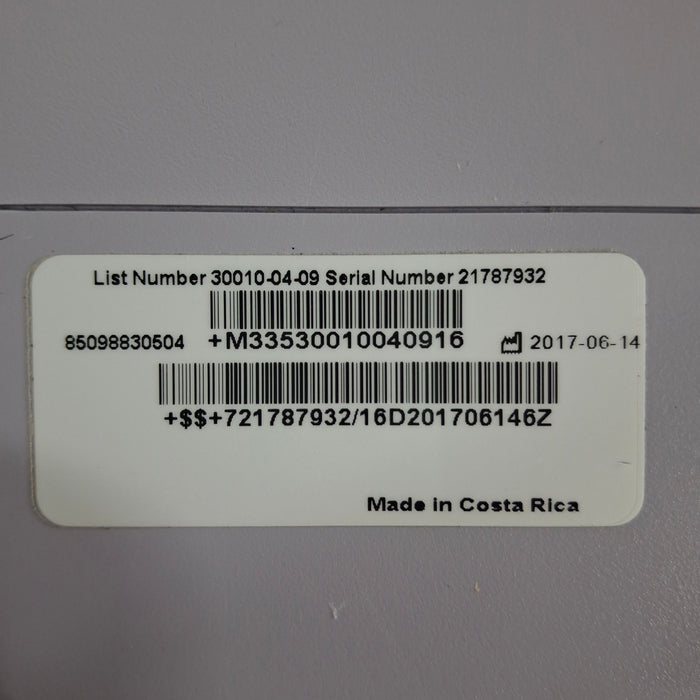 List Number 30010-04-09 Serial Number 21787932
85098830504 +M33530010040916 2017-06-14
+$$+721787932/16D201706146Z
Made in Costa Rica